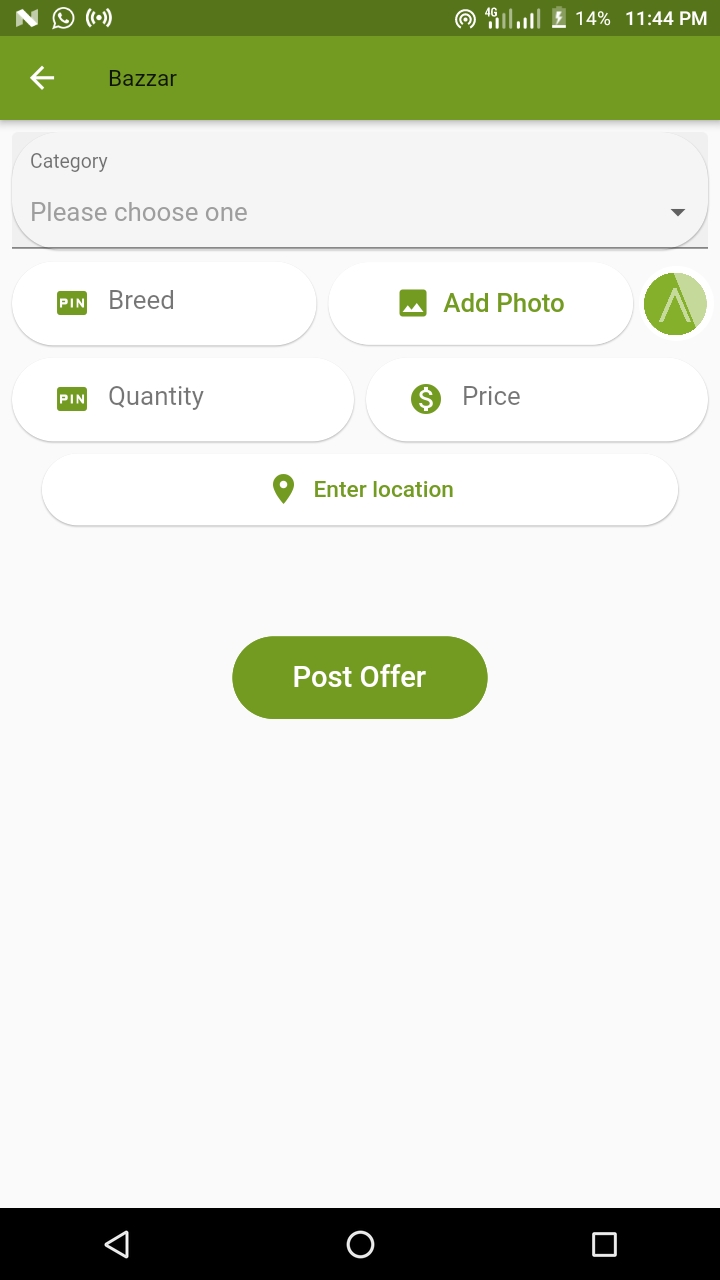 4G 14% 11:44 PM
Bazzar
Category
Please choose one
PIN Breed Add Photo
PIN Quantity $ Price
Enter location
Post Offer